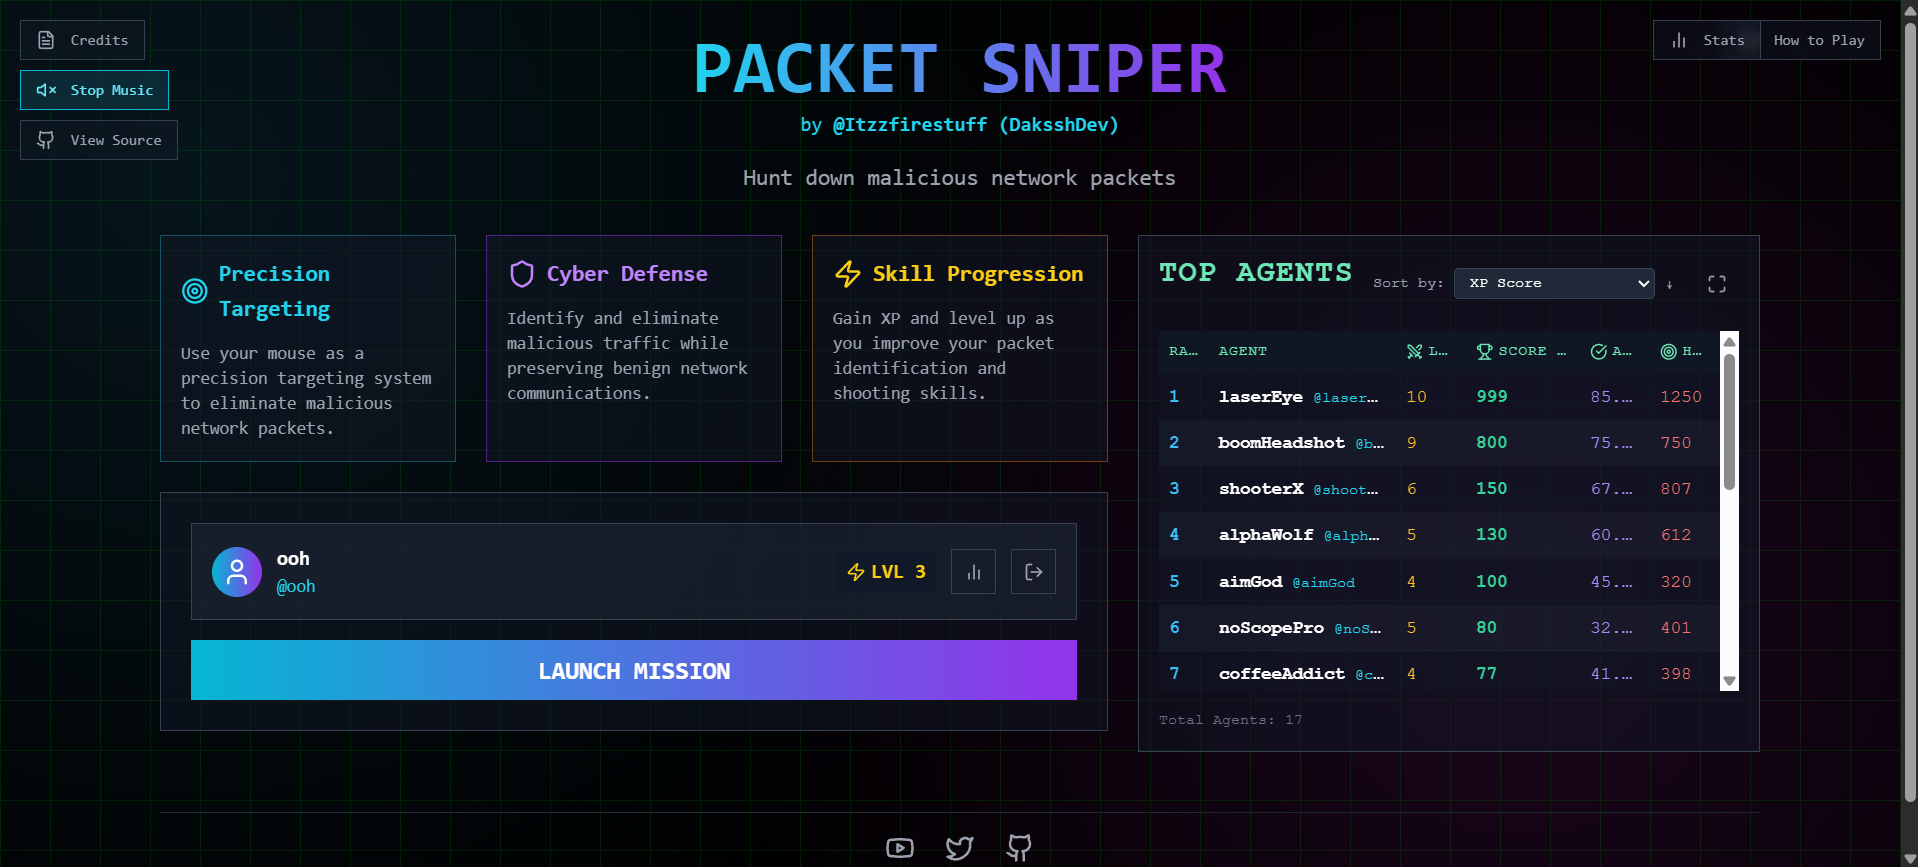 Credits
Stop Music
View Source
PACKET SNIPER
by @Itzzfirestuff (DaksshDev)
Hunt down malicious network packets
Stats
How to Play
Precision
Targeting
Use your mouse as a
precision targeting system
to eliminate malicious
network packets.
Cyber Defense
Identify and eliminate
malicious traffic while
preserving benign network
communications.
Skill Progression
Gain XP and level up as
you improve your packet
identification and
shooting skills.
ooh
@ooh
LVL 3
LAUNCH MISSION
TOP AGENTS
Sort by: XP Score ↓
RA… AGENT L… SCORE … A… H…
1 laserEye @laser… 10 999 85.… 1250
2 boomHeadshot @b… 9 800 75.… 750
3 shooterX @shoot… 6 150 67.… 807
4 alphaWolf @alph… 5 130 60.… 612
5 aimGod @aimGod 4 100 45.… 320
6 noScopePro @noS… 5 80 32.… 401
7 coffeeAddict @c… 4 77 41.… 398
Total Agents: 17